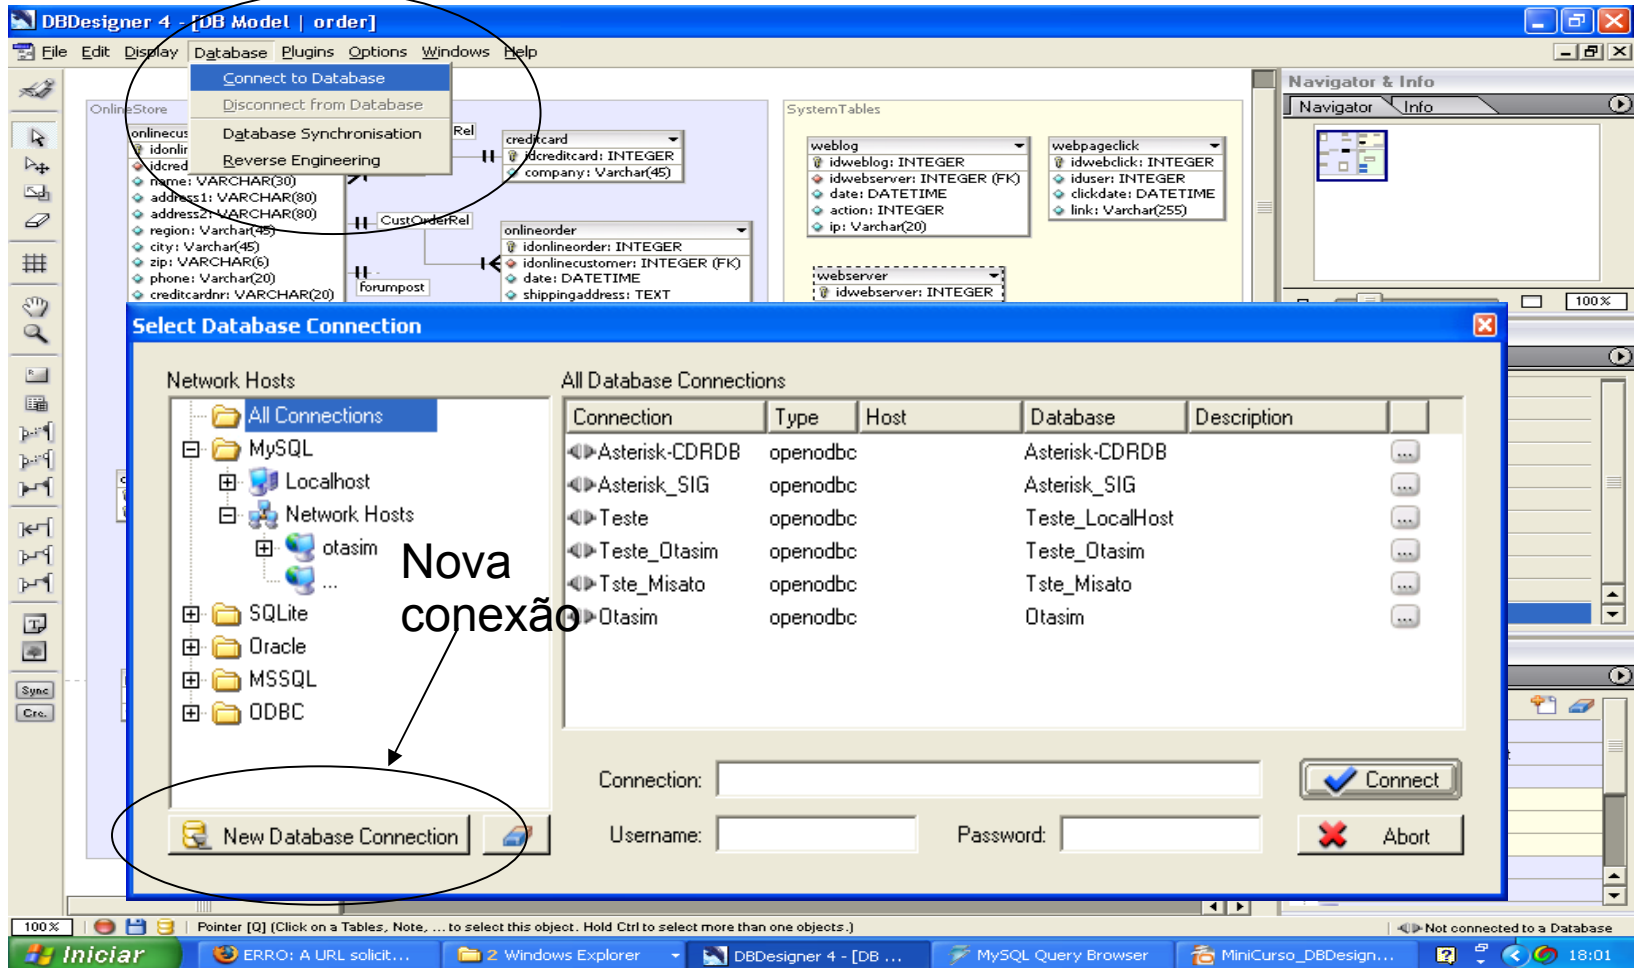 DBDesigner 4 - [DB Model | order]
File Edit Display Database Plugins Options Windows Help
Connect to Database
Disconnect from Database
Database Synchronisation
Reverse Engineering
OnlineStore
Rel
name: VARCHAR(30)
address1: VARCHAR(80)
address2: VARCHAR(80)
region: Varchar(45)
city: Varchar(45)
zip: VARCHAR(6)
phone: Varchar(20)
creditcardnr: VARCHAR(20)
CustOrderRel
forumpost
creditcard
idcreditcard: INTEGER
company: Varchar(45)
onlineorder
idonlineorder: INTEGER
idonlinecustomer: INTEGER (FK)
date: DATETIME
shippingaddress: TEXT
SystemTables
weblog
idweblog: INTEGER
idwebserver: INTEGER (FK)
date: DATETIME
action: INTEGER
ip: Varchar(20)
webpageclick
idwebclick: INTEGER
iduser: INTEGER
clickdate: DATETIME
link: Varchar(255)
webserver
idwebserver: INTEGER
Navigator & Info
Navigator Info
100%
Select Database Connection
Network Hosts
All Connections
MySQL
Localhost
Network Hosts
otasim
...
SQLite
Oracle
MSSQL
ODBC
Nova
conexão
New Database Connection
All Database Connections
Connection Type Host Database Description
Asterisk-CDRDB openodbc Asterisk-CDRDB ...
Asterisk_SIG openodbc Asterisk_SIG ...
Teste openodbc Teste_LocalHost ...
Teste_Otasim openodbc Teste_Otasim ...
Tste_Misato openodbc Tste_Misato ...
Otasim openodbc Otasim ...
Connection:
Connect
Username: Password:
Abort
Sync
Cre.
100% Pointer [Q] (Click on a Tables, Note, ... to select this object. Hold Ctrl to select more than one objects.) Not connected to a Database
Iniciar ERRO: A URL solicit... 2 Windows Explorer DBDesigner 4 - [DB ... MySQL Query Browser MiniCurso_DBDesign... 18:01